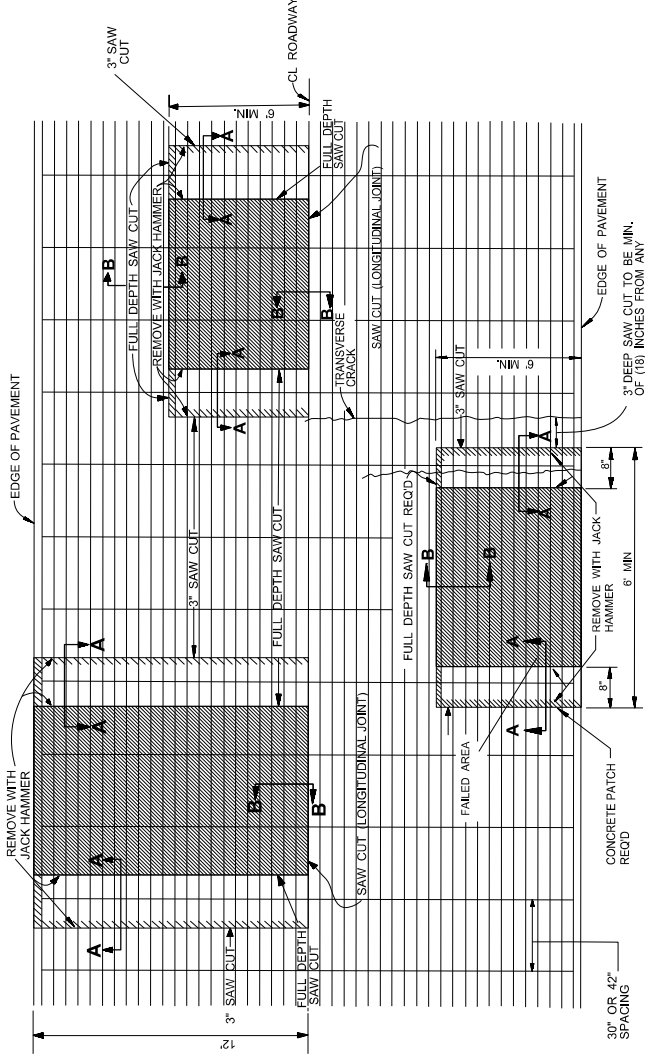 EDGE OF PAVEMENT
3" SAW
CUT
CL ROADWAY
FULL DEPTH SAW CUT
B
B
REMOVE WITH JACK HAMMER
A
A
6' MIN.
FULL DEPTH
SAW CUT
A
A
B
B
SAW CUT (LONGITUDINAL JOINT)
REMOVE WITH
JACK HAMMER
A
A
3" SAW CUT
FULL DEPTH SAW CUT
TRANSVERSE
CRACK
A
A
B
B
12'
3" SAW CUT
FULL DEPTH
SAW CUT
SAW CUT (LONGITUDINAL JOINT)
FULL DEPTH SAW CUT REQ'D
3" SAW CUT
6' MIN.
EDGE OF PAVEMENT
3" DEEP SAW CUT TO BE MIN.
OF (18) INCHES FROM ANY
B
B
A
A
FAILED AREA
A
A
8"
8"
REMOVE WITH JACK
HAMMER
6' MIN
CONCRETE PATCH
REQ'D
30" OR 42"
SPACING